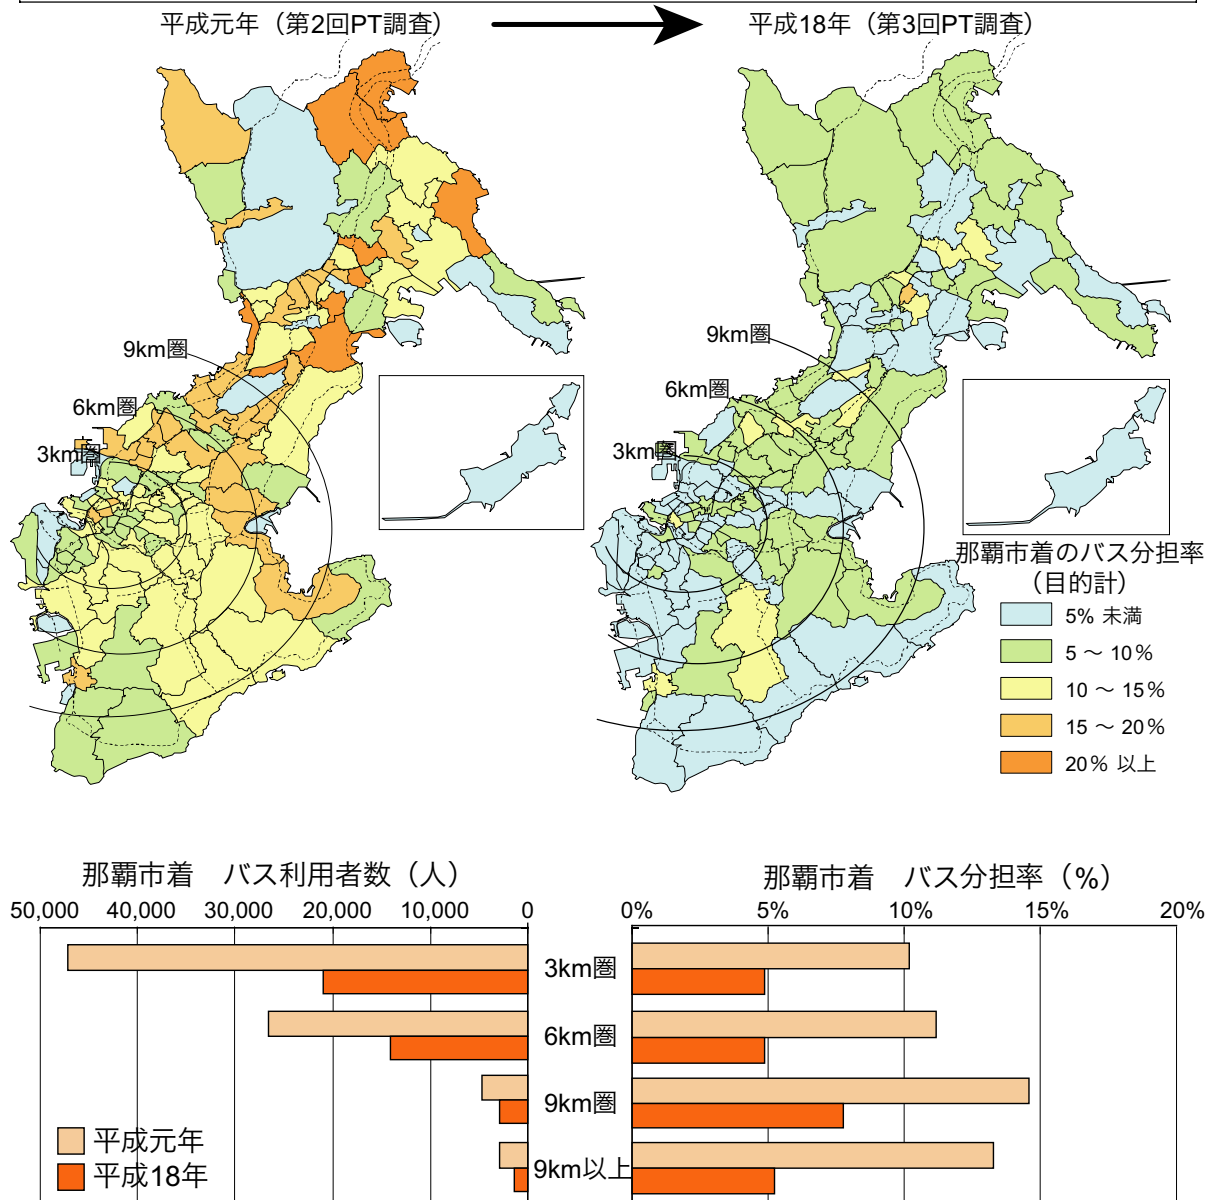 平成元年（第2回PT調査）
平成18年（第3回PT調査）
9km圏
6km圏
3km圏
9km圏
6km圏
3km圏
那覇市着のバス分担率
（目的計）
5% 未満
5 ～ 10%
10 ～ 15%
15 ～ 20%
20% 以上
那覇市着　バス利用者数（人）
那覇市着　バス分担率（%）
50,000 40,000 30,000 20,000 10,000 0
0% 5% 10% 15% 20%
3km圏
6km圏
9km圏
9km以上
平成元年
平成18年